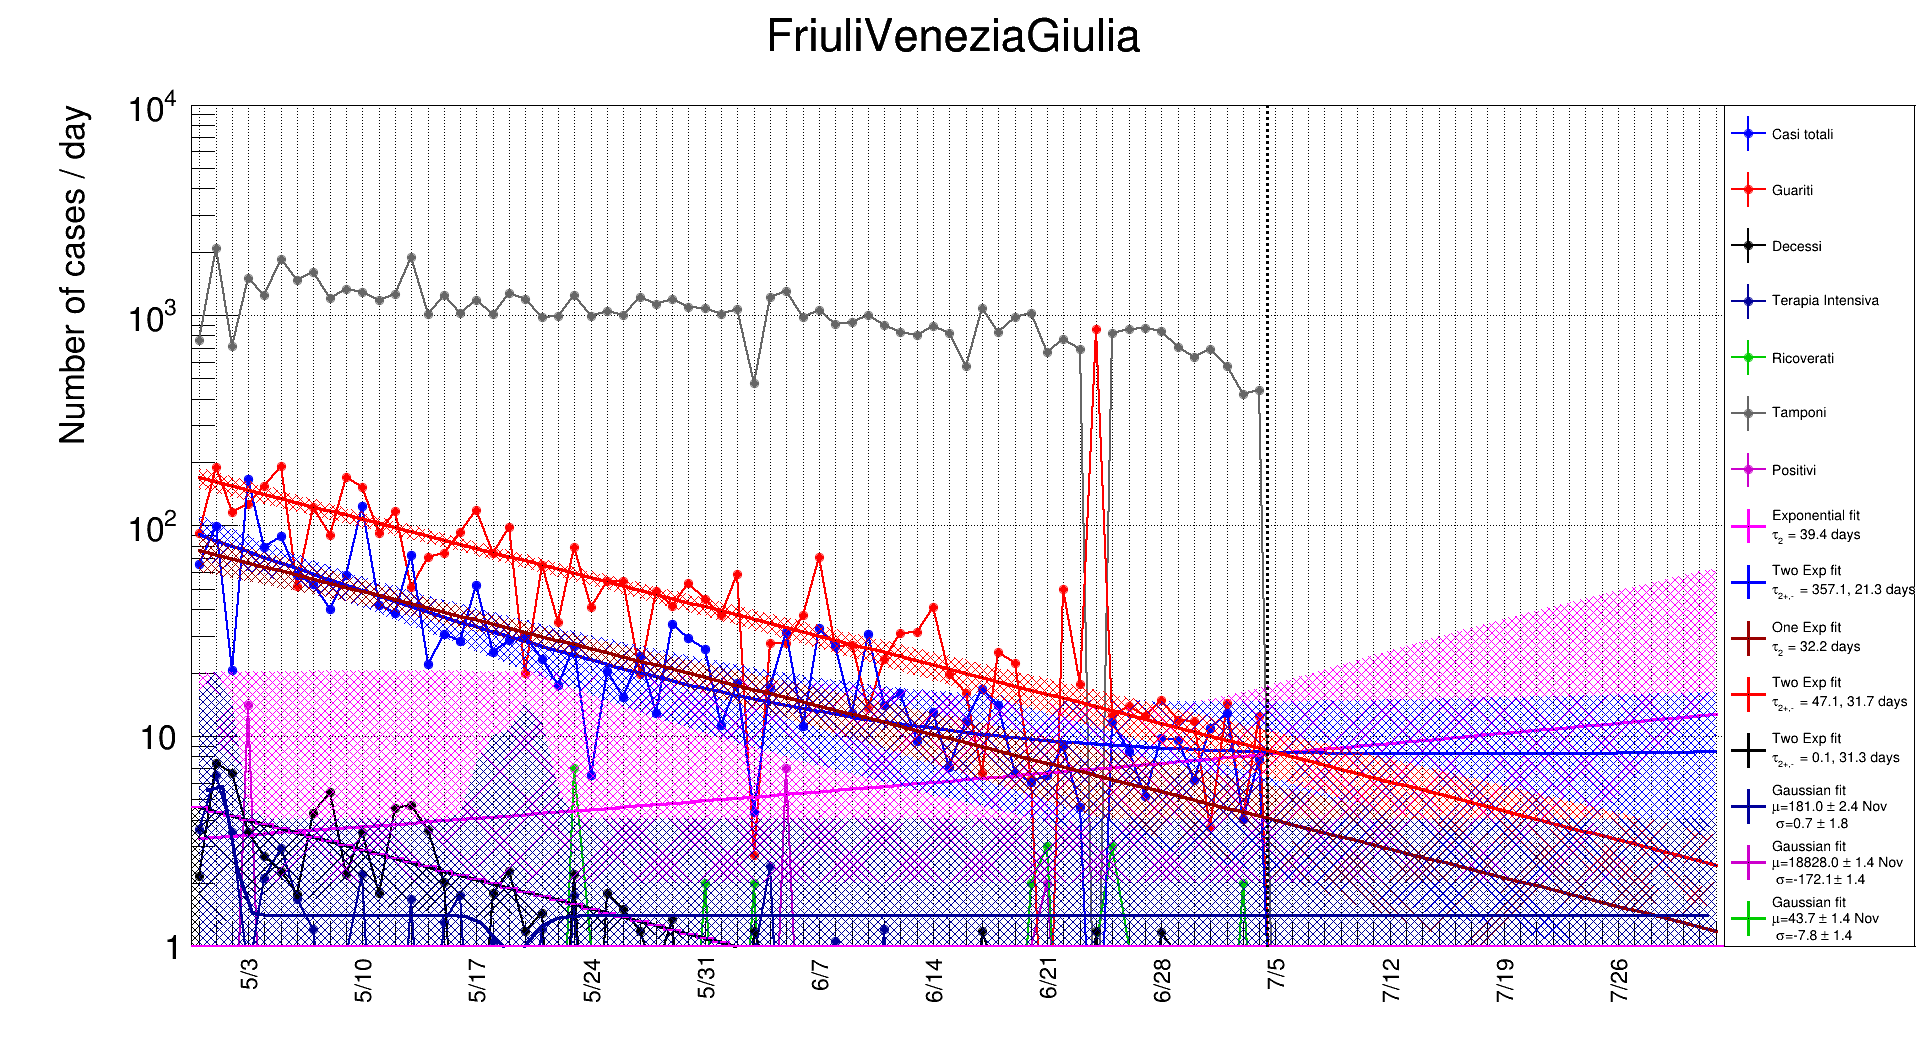 FriuliVeneziaGiulia
Number of cases / day
10^4
10^3
10^2
10
1
5/3
5/10
5/17
5/24
5/31
6/7
6/14
6/21
6/28
7/5
7/12
7/19
7/26
Casi totali
Guariti
Decessi
Terapia Intensiva
Ricoverati
Tamponi
Positivi
Exponential fit
τ2 = 39.4 days
Two Exp fit
τ2+,- = 357.1, 21.3 days
One Exp fit
τ2 = 32.2 days
Two Exp fit
τ2+,- = 47.1, 31.7 days
Two Exp fit
τ2+,- = 0.1, 31.3 days
Gaussian fit
μ=181.0 ± 2.4 Nov
σ=0.7 ± 1.8
Gaussian fit
μ=18828.0 ± 1.4 Nov
σ=-172.1± 1.4
Gaussian fit
μ=43.7 ± 1.4 Nov
σ=-7.8 ± 1.4